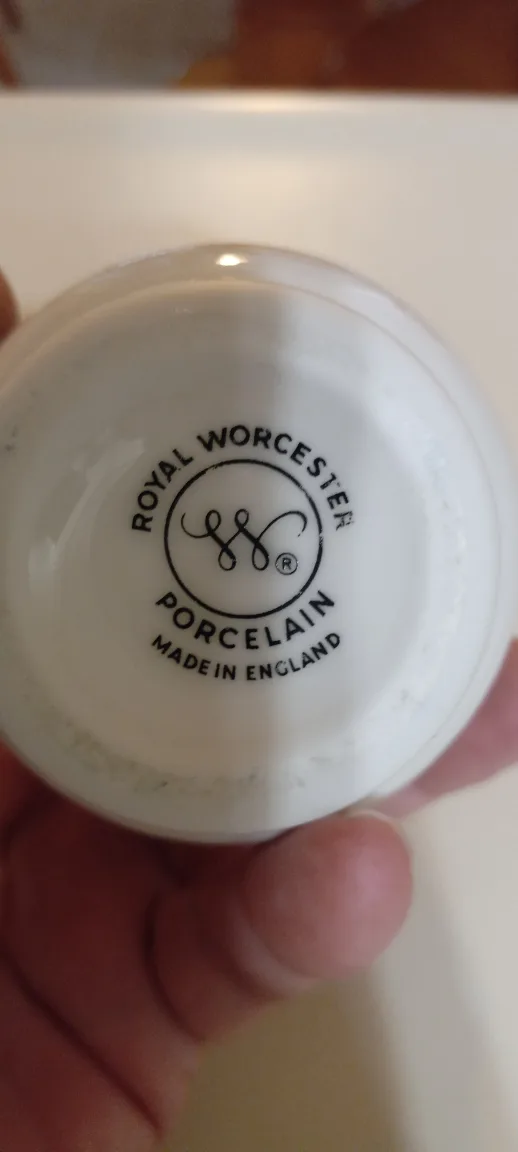 ROYAL WORCESTER
W®
PORCELAIN
MADE IN ENGLAND